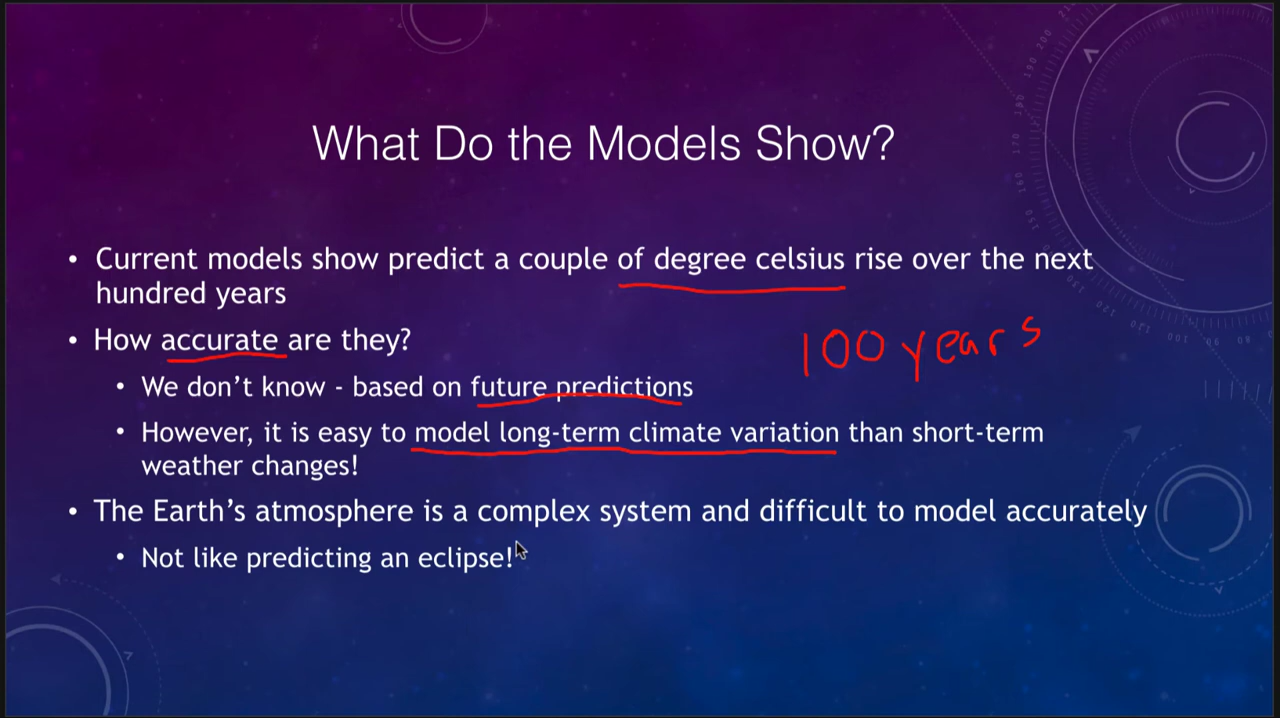 What Do the Models Show?
• Current models show predict a couple of degree celsius rise over the next
hundred years
• How accurate are they?
100 years
• We don't know - based on future predictions
• However, it is easy to model long-term climate variation than short-term
weather changes!
• The Earth's atmosphere is a complex system and difficult to model accurately
• Not like predicting an eclipse!